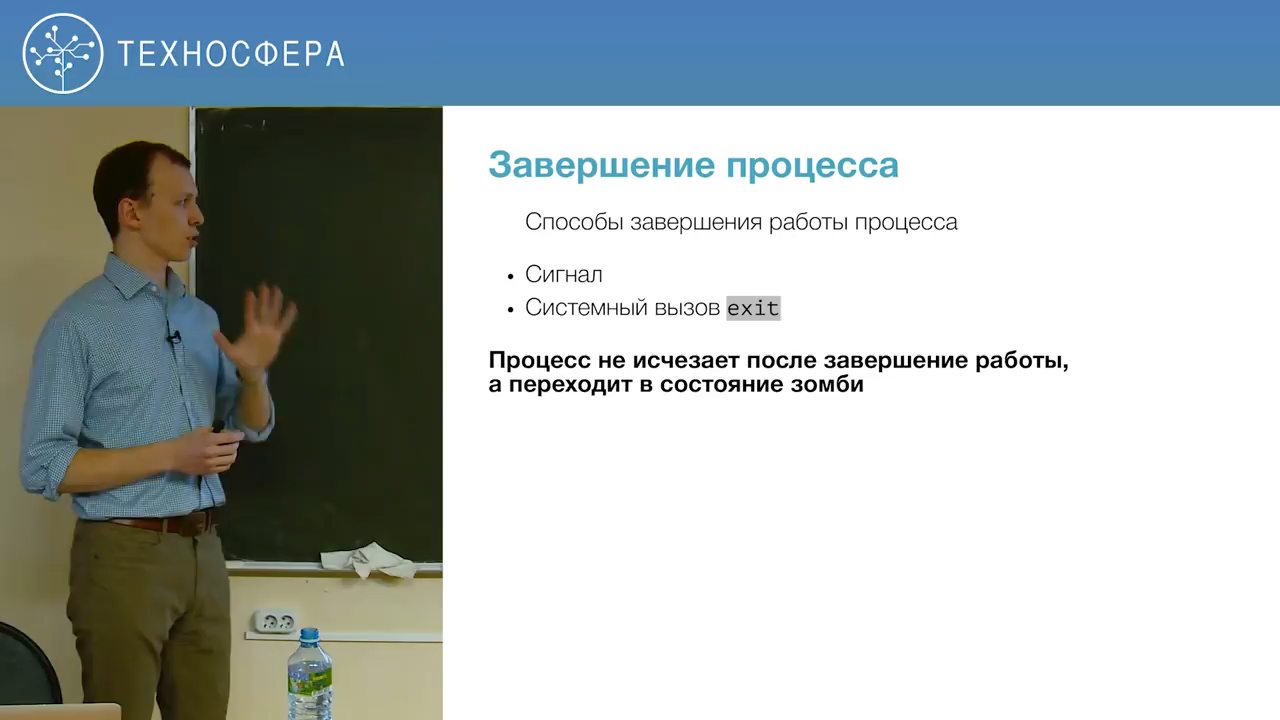 ТЕХНОСФЕРА
Завершение процесса
Способы завершения работы процесса
• Сигнал
• Системный вызов exit
Процесс не исчезает после завершение работы,
а переходит в состояние зомби